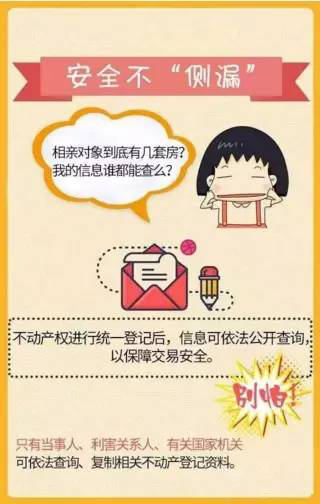 安全不“侧漏”
相亲对象到底有几套房?
我的信息谁都能查么?
不动产权进行统一登记后，信息可依法公开查询，
以保障交易安全。
别怕!
只有当事人、利害关系人、有关国家机关
可依法查询、复制相关不动产登记资料。